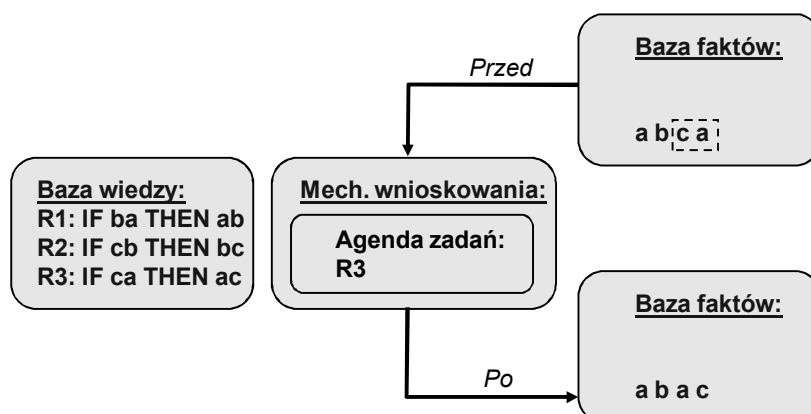 Baza faktów:
Przed
a b c a
Baza wiedzy:
R1: IF ba THEN ab
R2: IF cb THEN bc
R3: IF ca THEN ac
Mech. wnioskowania:
Agenda zadań:
R3
Baza faktów:
Po
a b a c